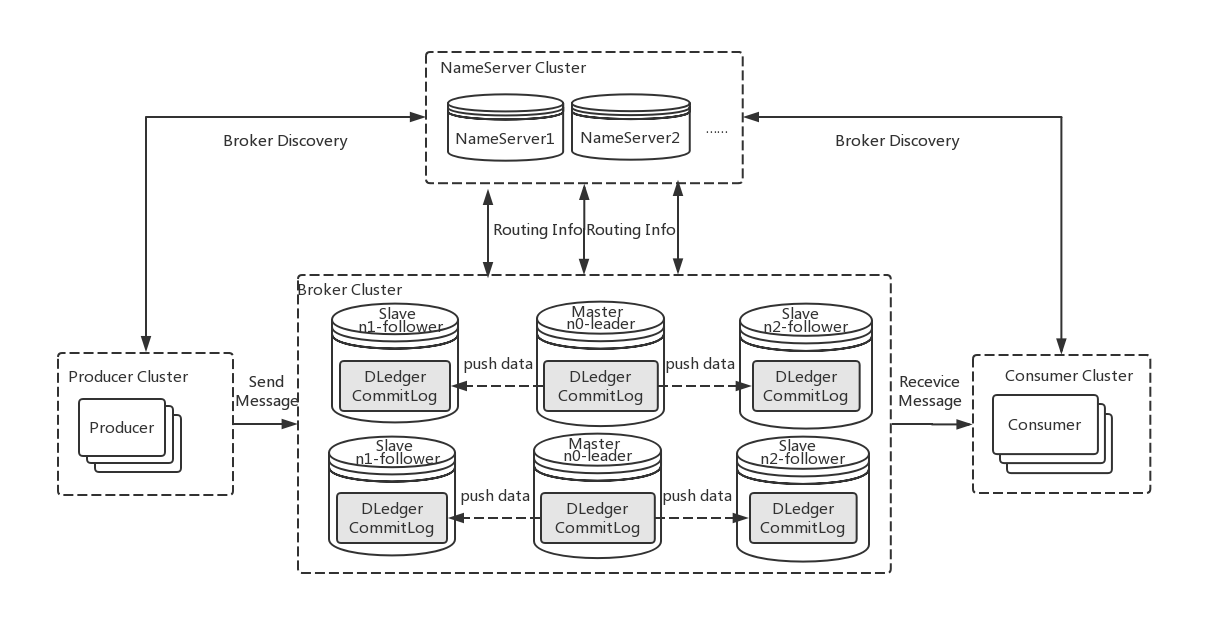 NameServer Cluster
NameServer1
NameServer2
......
Broker Discovery
Broker Discovery
Routing Info
Routing Info
Broker Cluster
Slave
n1-follower
Master
n0-leader
Slave
n2-follower
push data
push data
DLedger
CommitLog
DLedger
CommitLog
DLedger
CommitLog
Producer Cluster
Producer
Send
Message
Recevice
Message
Consumer Cluster
Consumer
Slave
n1-follower
Master
n0-leader
Slave
n2-follower
push data
push data
DLedger
CommitLog
DLedger
CommitLog
DLedger
CommitLog